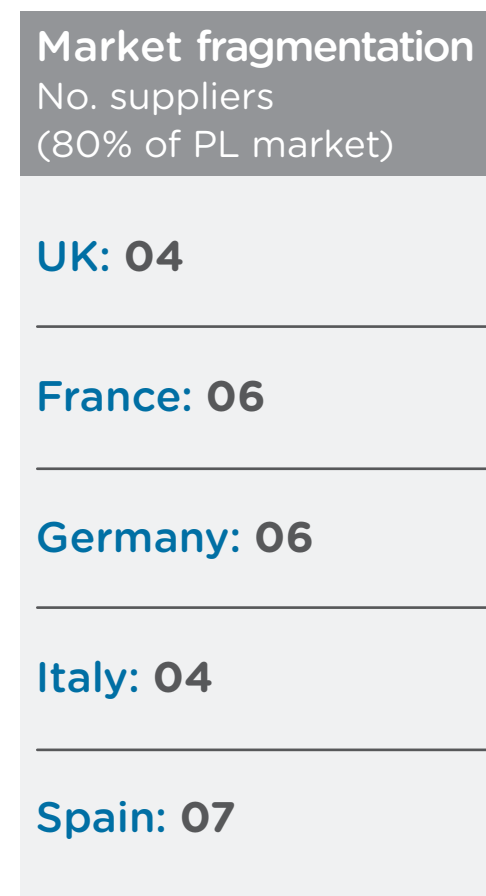 Market fragmentation
No. suppliers
(80% of PL market)
UK: 04
France: 06
Germany: 06
Italy: 04
Spain: 07